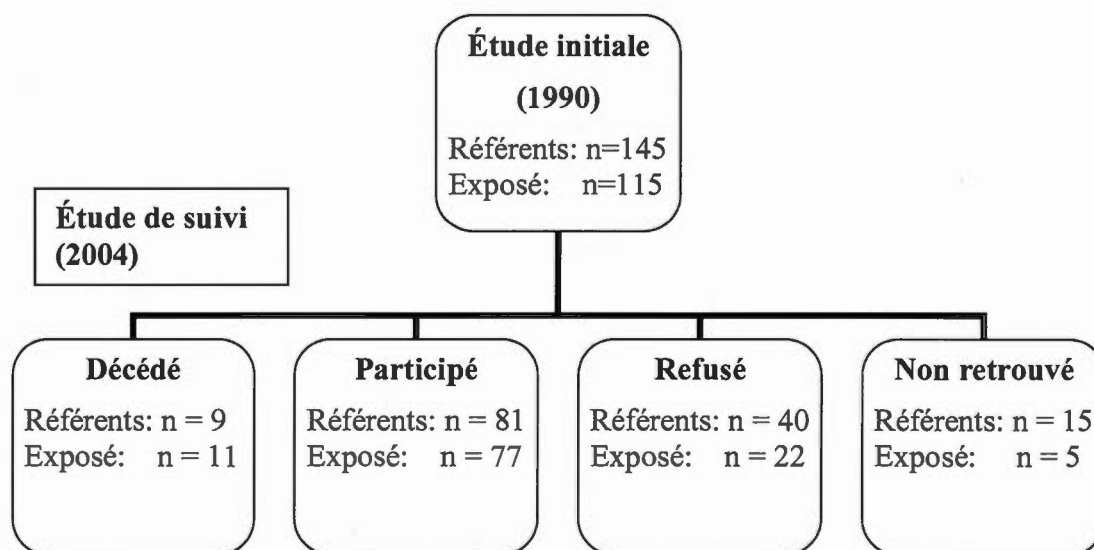 Étude initiale
(1990)
Référents: n=145
Exposé: n=115
Étude de suivi
(2004)
Décédé
Référents: n = 9
Exposé: n = 11
Participé
Référents: n = 81
Exposé: n = 77
Refusé
Référents: n = 40
Exposé: n = 22
Non retrouvé
Référents: n = 15
Exposé: n = 5